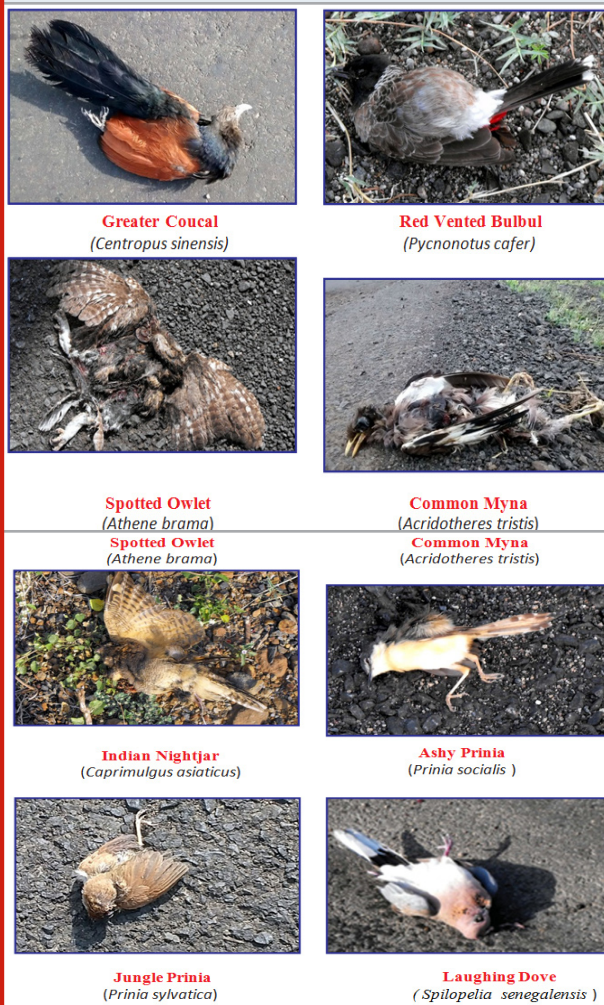 Greater Coucal
(Centropus sinensis)
Red Vented Bulbul
(Pycnonotus cafer)
Spotted Owlet
(Athene brama)
Common Myna
(Acridotheres tristis)
Spotted Owlet
(Athene brama)
Common Myna
(Acridotheres tristis)
Indian Nightjar
(Caprimulgus asiaticus)
Ashy Prinia
(Prinia socialis )
Jungle Prinia
(Prinia sylvatica)
Laughing Dove
( Spilopelia senegalensis )